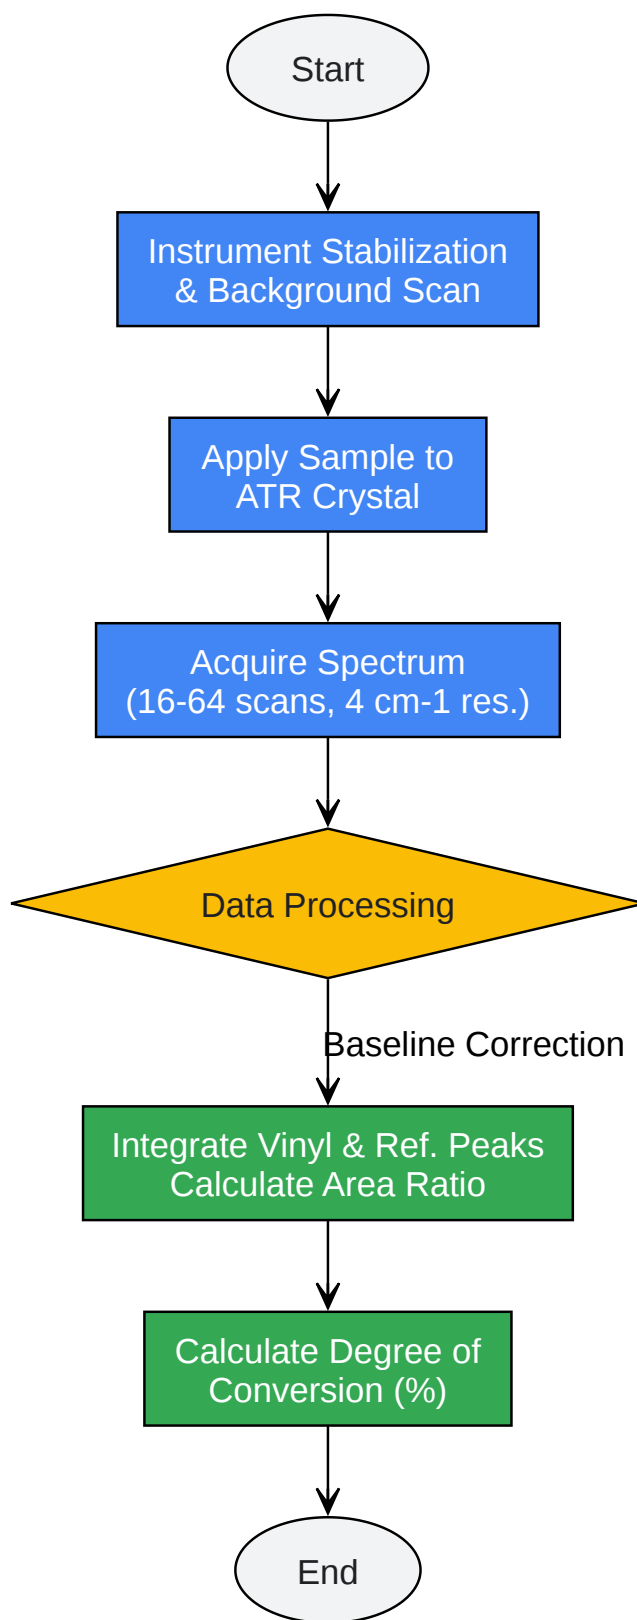 Start
Instrument Stabilization
& Background Scan
Apply Sample to
ATR Crystal
Acquire Spectrum
(16-64 scans, 4 cm-1 res.)
Data Processing
Baseline Correction
Integrate Vinyl & Ref. Peaks
Calculate Area Ratio
Calculate Degree of
Conversion (%)
End